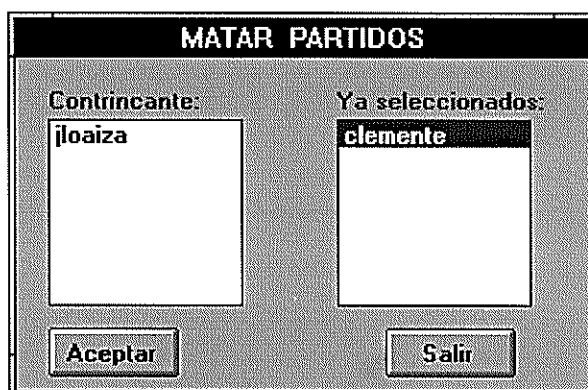 MATAR PARTIDOS
Contrincante:
Ya seleccionados:
jloaiza
clemente
Aceptar
Salir